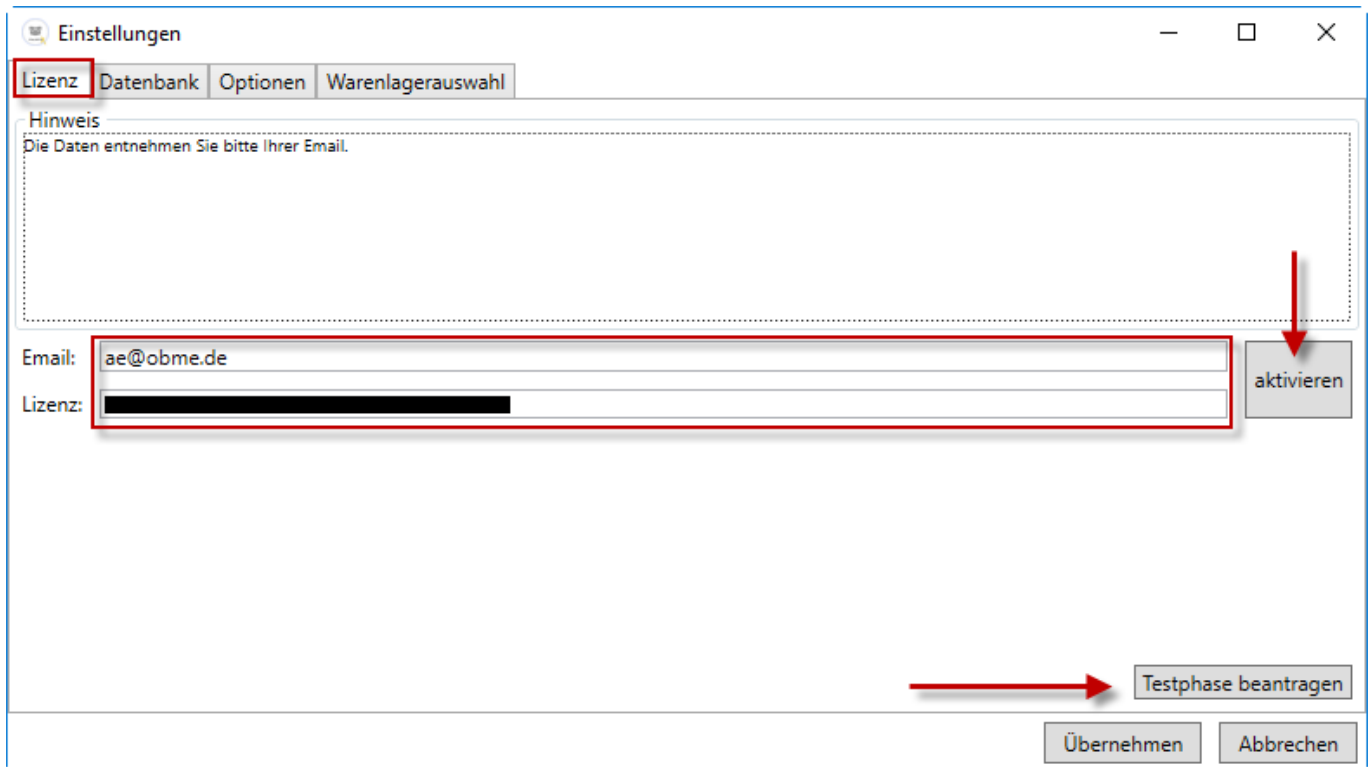 Einstellungen
Lizenz Datenbank Optionen Warenlagerauswahl
Hinweis
Die Daten entnehmen Sie bitte Ihrer Email.
Email: ae@obme.de
aktivieren
Lizenz:
Testphase beantragen
Übernehmen Abbrechen